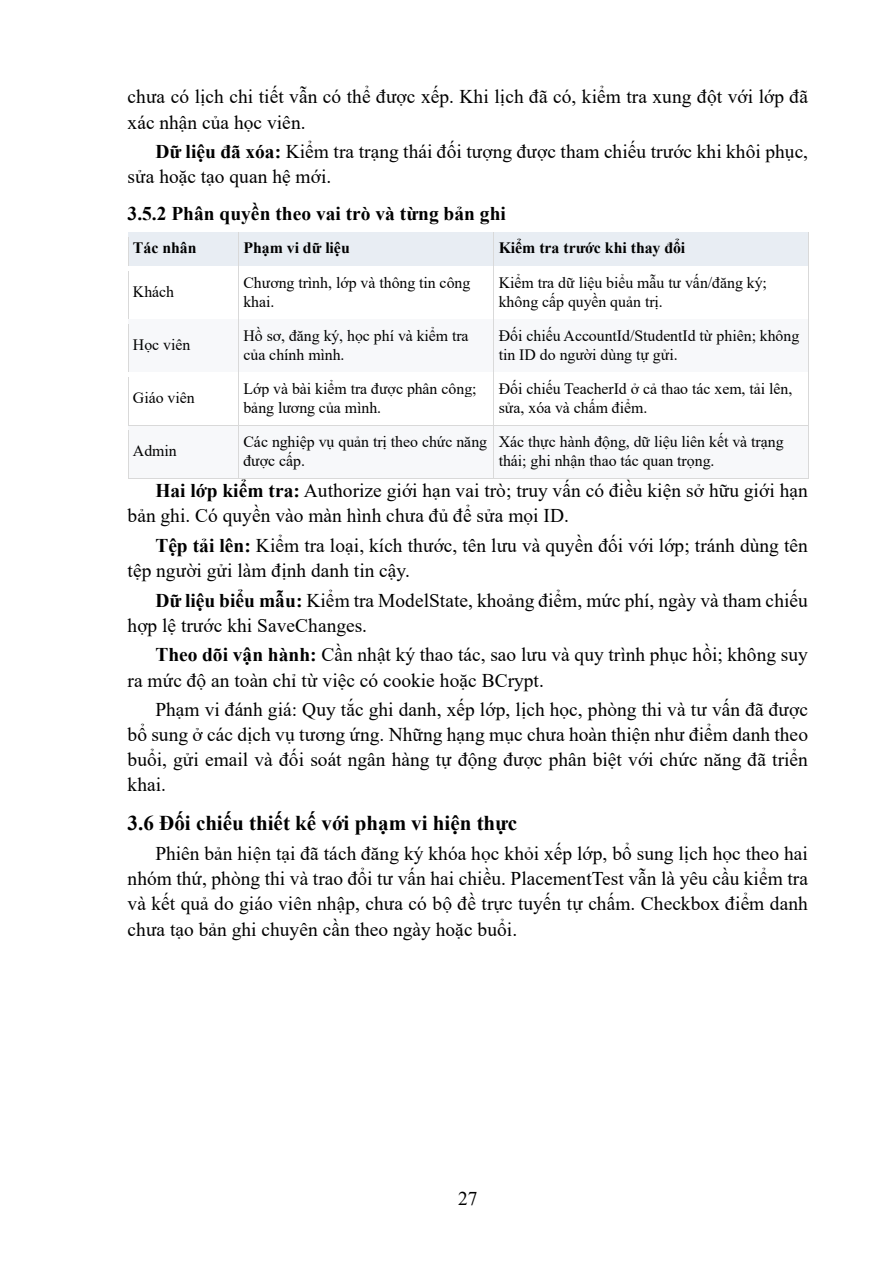 chưa có lịch chi tiết vẫn có thể được xếp. Khi lịch đã có, kiểm tra xung đột với lớp đã
xác nhận của học viên.
Dữ liệu đã xóa: Kiểm tra trạng thái đối tượng được tham chiếu trước khi khôi phục,
sửa hoặc tạo quan hệ mới.
3.5.2 Phân quyền theo vai trò và từng bản ghi
Tác nhân Phạm vi dữ liệu Kiểm tra trước khi thay đổi
Khách
Chương trình, lớp và thông tin công
khai.
Kiểm tra dữ liệu biểu mẫu tư vấn/đăng ký;
không cấp quyền quản trị.
Học viên
Hồ sơ, đăng ký, học phí và kiểm tra
của chính mình.
Đối chiếu AccountId/StudentId từ phiên; không
tin ID do người dùng tự gửi.
Giáo viên
Lớp và bài kiểm tra được phân công;
bảng lương của mình.
Đối chiếu TeacherId ở cả thao tác xem, tải lên,
sửa, xóa và chấm điểm.
Admin
Các nghiệp vụ quản trị theo chức năng
được cấp.
Xác thực hành động, dữ liệu liên kết và trạng
thái; ghi nhận thao tác quan trọng.
Hai lớp kiểm tra: Authorize giới hạn vai trò; truy vấn có điều kiện sở hữu giới hạn
bản ghi. Có quyền vào màn hình chưa đủ để sửa mọi ID.
Tệp tải lên: Kiểm tra loại, kích thước, tên lưu và quyền đối với lớp; tránh dùng tên
tệp người gửi làm định danh tin cậy.
Dữ liệu biểu mẫu: Kiểm tra ModelState, khoảng điểm, mức phí, ngày và tham chiếu
hợp lệ trước khi SaveChanges.
Theo dõi vận hành: Cần nhật ký thao tác, sao lưu và quy trình phục hồi; không suy
ra mức độ an toàn chỉ từ việc có cookie hoặc BCrypt.
Phạm vi đánh giá: Quy tắc ghi danh, xếp lớp, lịch học, phòng thi và tư vấn đã được
bổ sung ở các dịch vụ tương ứng. Những hạng mục chưa hoàn thiện như điểm danh theo
buổi, gửi email và đối soát ngân hàng tự động được phân biệt với chức năng đã triển
khai.
3.6 Đối chiếu thiết kế với phạm vi hiện thực
Phiên bản hiện tại đã tách đăng ký khóa học khỏi xếp lớp, bổ sung lịch học theo hai
nhóm thứ, phòng thi và trao đổi tư vấn hai chiều. PlacementTest vẫn là yêu cầu kiểm tra
và kết quả do giáo viên nhập, chưa có bộ đề trực tuyến tự chấm. Checkbox điểm danh
chưa tạo bản ghi chuyên cần theo ngày hoặc buổi.
27